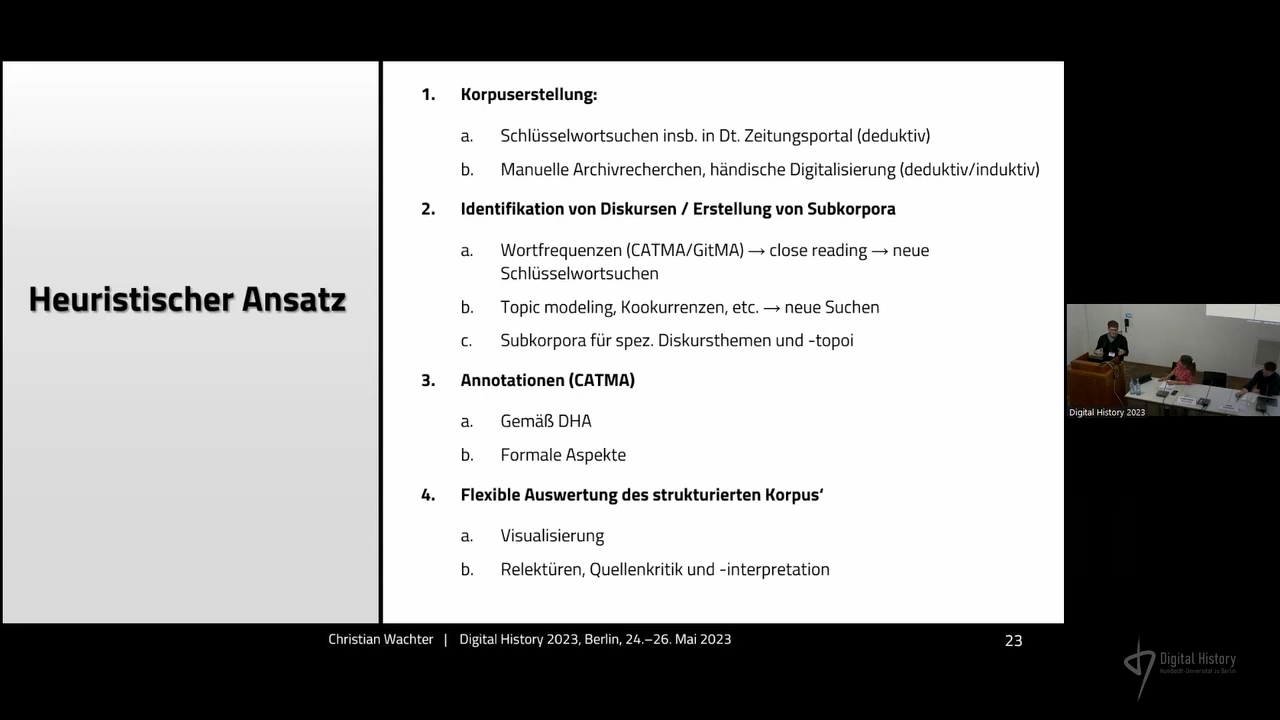 Heuristischer Ansatz
1. Korpuserstellung:
a. Schlüsselwortsuchen insb. in Dt. Zeitungsportal (deduktiv)
b. Manuelle Archivrecherchen, händische Digitalisierung (deduktiv/induktiv)
2. Identifikation von Diskursen / Erstellung von Subkorpora
a. Wortfrequenzen (CATMA/GitMA) → close reading → neue
Schlüsselwortsuchen
b. Topic modeling, Kookurrenzen, etc. → neue Suchen
c. Subkorpora für spez. Diskursthemen und -topoi
3. Annotationen (CATMA)
a. Gemäß DHA
b. Formale Aspekte
4. Flexible Auswertung des strukturierten Korpus‘
a. Visualisierung
b. Relektüren, Quellenkritik und -interpretation
Christian Wachter | Digital History 2023, Berlin, 24.–26. Mai 2023
23
Digital History 2023
Digital History
Humboldt-Universität zu Berlin